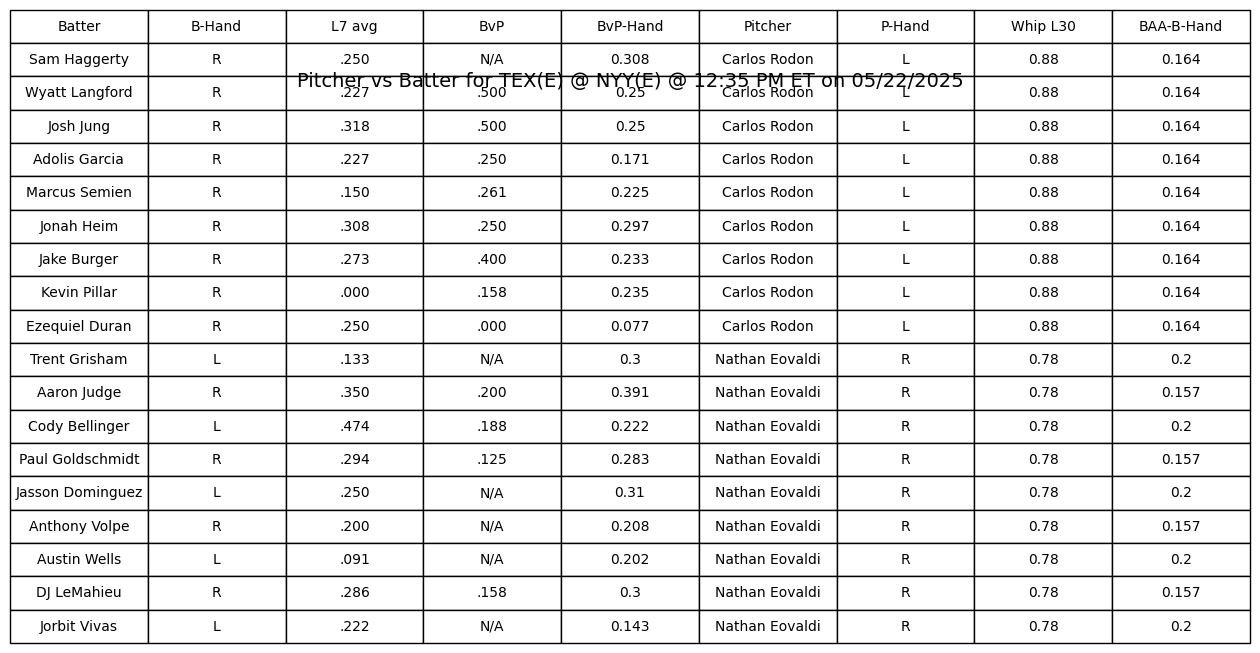 Batter B-Hand L7 avg BvP BvP-Hand Pitcher P-Hand Whip L30 BAA-B-Hand
Sam Haggerty R .250 N/A 0.308 Carlos Rodon L 0.88 0.164
Pitcher vs Batter for TEX(E) @ NYY(E) @ 12:35 PM ET on 05/22/2025
Wyatt Langford R .227 .500 0.25 Carlos Rodon L 0.88 0.164
Josh Jung R .318 .500 0.25 Carlos Rodon L 0.88 0.164
Adolis Garcia R .227 .250 0.171 Carlos Rodon L 0.88 0.164
Marcus Semien R .150 .261 0.225 Carlos Rodon L 0.88 0.164
Jonah Heim R .308 .250 0.297 Carlos Rodon L 0.88 0.164
Jake Burger R .273 .400 0.233 Carlos Rodon L 0.88 0.164
Kevin Pillar R .000 .158 0.235 Carlos Rodon L 0.88 0.164
Ezequiel Duran R .250 .000 0.077 Carlos Rodon L 0.88 0.164
Trent Grisham L .133 N/A 0.3 Nathan Eovaldi R 0.78 0.2
Aaron Judge R .350 .200 0.391 Nathan Eovaldi R 0.78 0.157
Cody Bellinger L .474 .188 0.222 Nathan Eovaldi R 0.78 0.2
Paul Goldschmidt R .294 .125 0.283 Nathan Eovaldi R 0.78 0.157
Jasson Dominguez L .250 N/A 0.31 Nathan Eovaldi R 0.78 0.2
Anthony Volpe R .200 N/A 0.208 Nathan Eovaldi R 0.78 0.157
Austin Wells L .091 N/A 0.202 Nathan Eovaldi R 0.78 0.2
DJ LeMahieu R .286 .158 0.3 Nathan Eovaldi R 0.78 0.157
Jorbit Vivas L .222 N/A 0.143 Nathan Eovaldi R 0.78 0.2